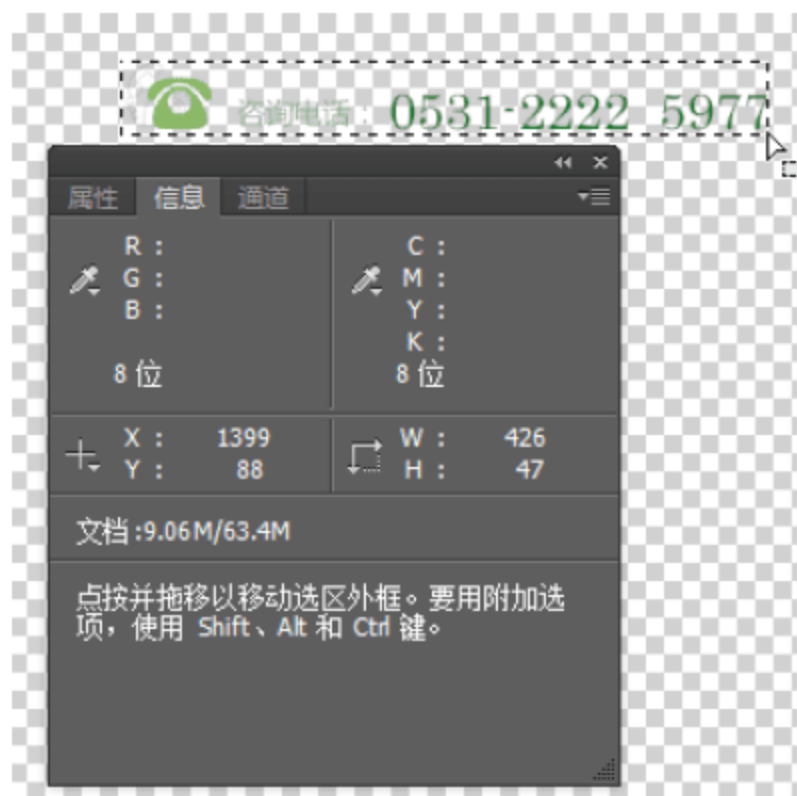 咨询电话： 0531-2222 5977
属性 信息 通道
R :
G :
B :
8 位
C :
M :
Y :
K :
8 位
X : 1399
Y : 88
W : 426
H : 47
文档:9.06M/63.4M
点按并拖移以移动选区外框。要用附加选
项，使用 Shift、Alt 和 Ctrl 键。